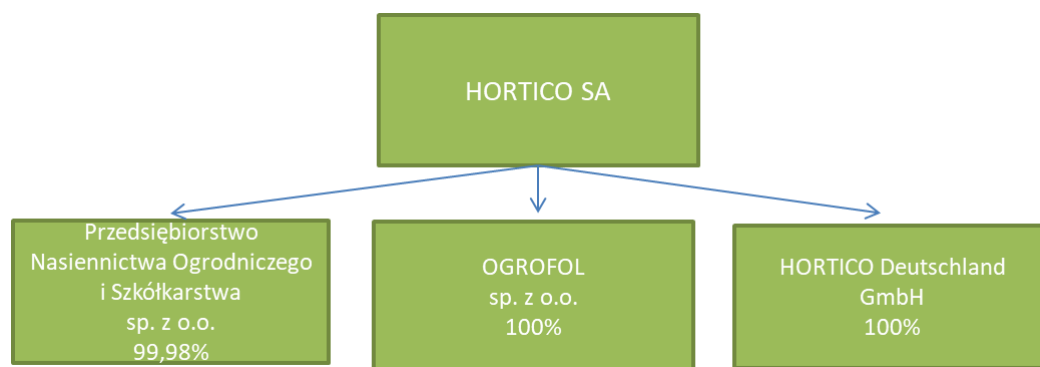 HORTICO SA
Przedsiębiorstwo
Nasiennictwa Ogrodniczego
i Szkółkarstwa
sp. z o.o.
99,98%
OGROFOL
sp. z o.o.
100%
HORTICO Deutschland
GmbH
100%